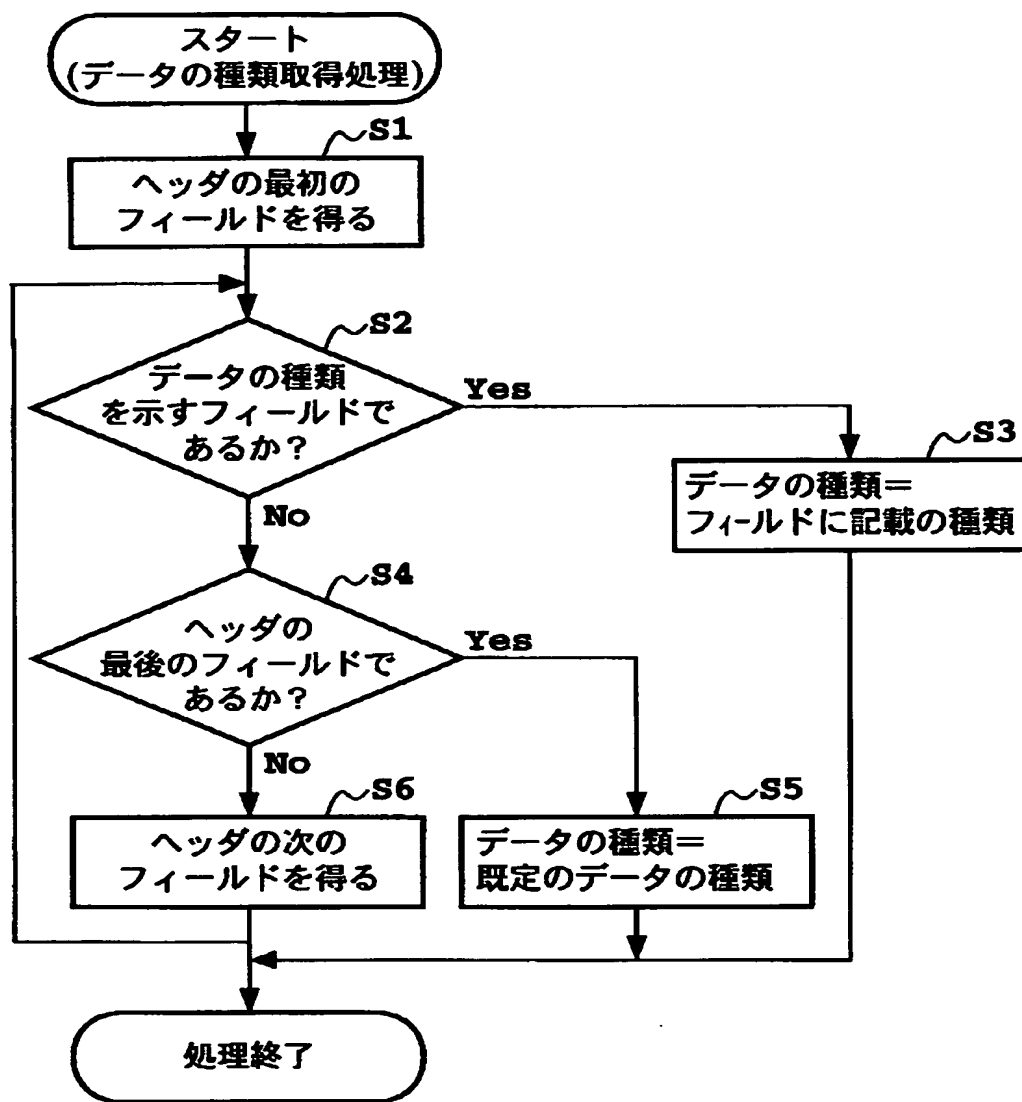 スタート
(データの種類取得処理)
S1
ヘッダの最初の
フィールドを得る
S2
データの種類
を示すフィールドで
あるか？
Yes
No
S3
データの種類＝
フィールドに記載の種類
S4
ヘッダの
最後のフィールドで
あるか？
Yes
No
S6
ヘッダの次の
フィールドを得る
S5
データの種類＝
既定のデータの種類
処理終了